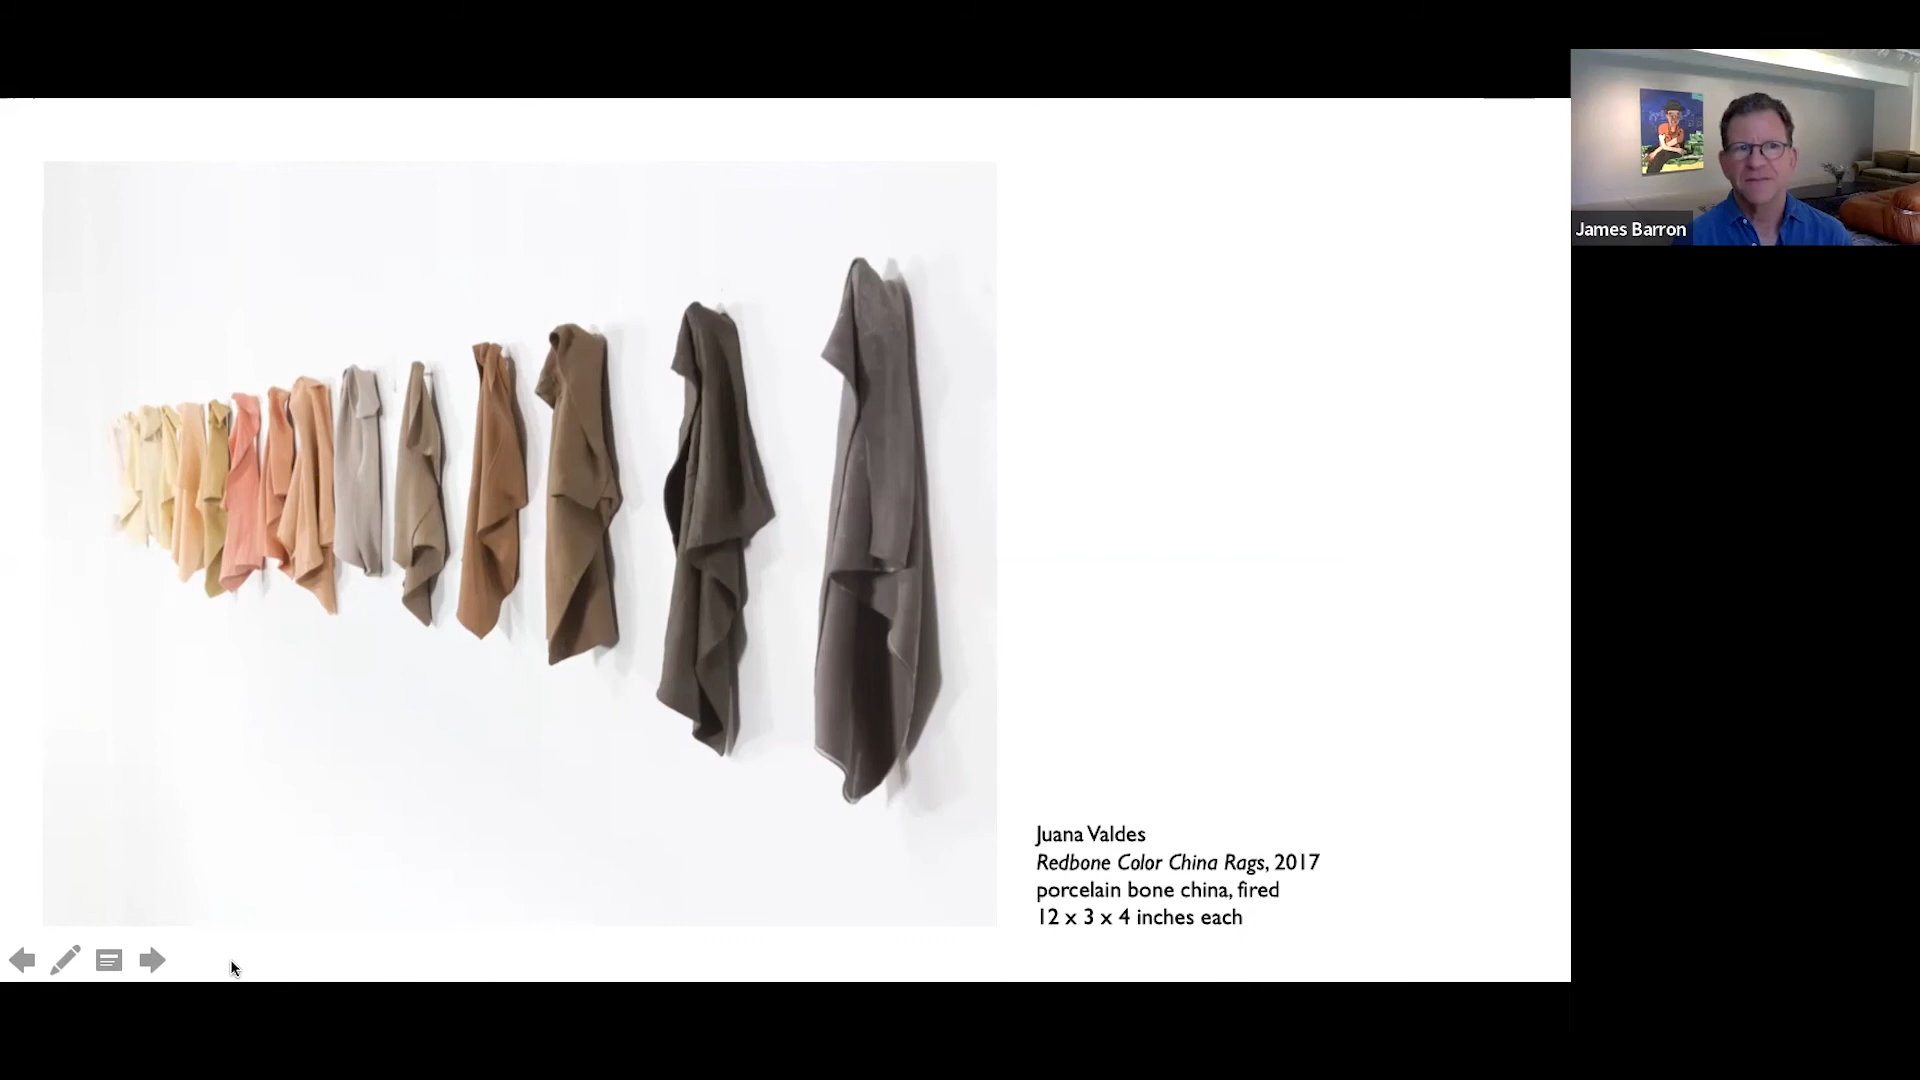 James Barron
Juana Valdes
Redbone Color China Rags, 2017
porcelain bone china, fired
12 x 3 x 4 inches each